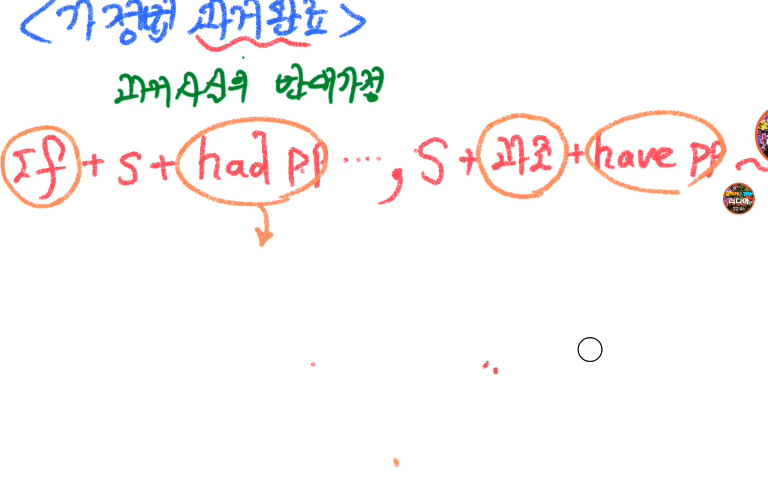 <가정법 과거완료>
과거사실의 반대가정
If + S + had PP ...., S + 과조 + have PP ~